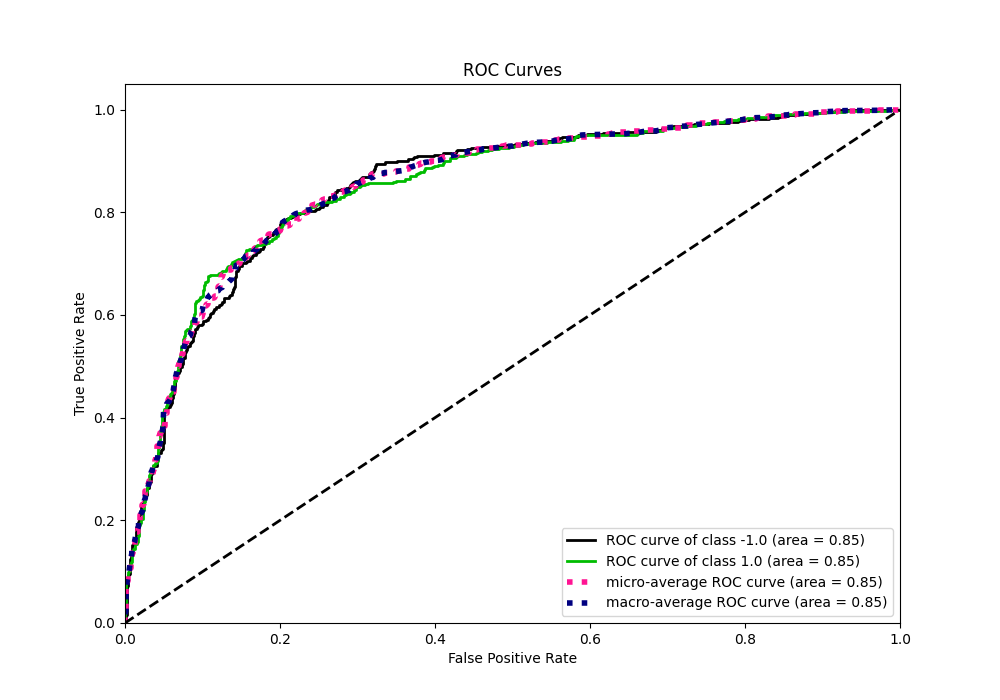 ROC Curves
True Positive Rate
1.0
0.8
0.6
0.4
0.2
0.0
ROC curve of class -1.0 (area = 0.85)
ROC curve of class 1.0 (area = 0.85)
micro-average ROC curve (area = 0.85)
macro-average ROC curve (area = 0.85)
0.0 0.2 0.4 0.6 0.8 1.0
False Positive Rate